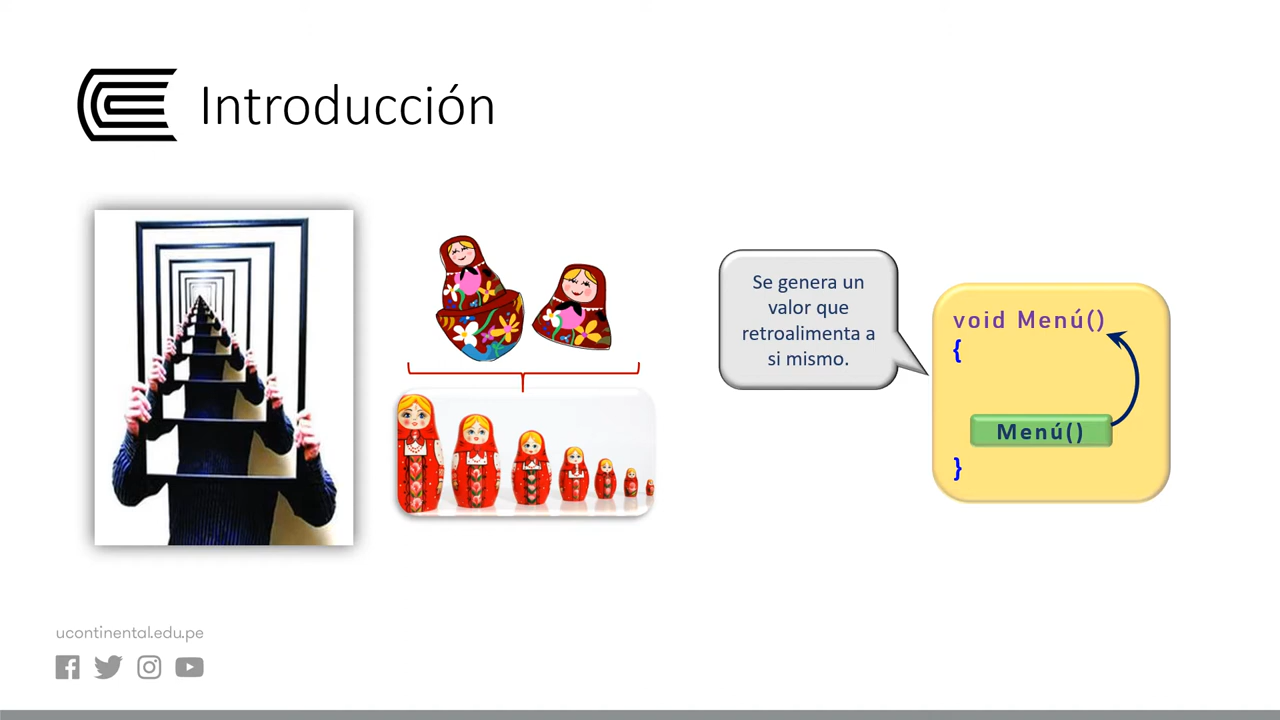 Introducción
Se genera un
valor que
retroalimenta a
si mismo.
void Menú()
{
Menú()
}
ucontinental.edu.pe